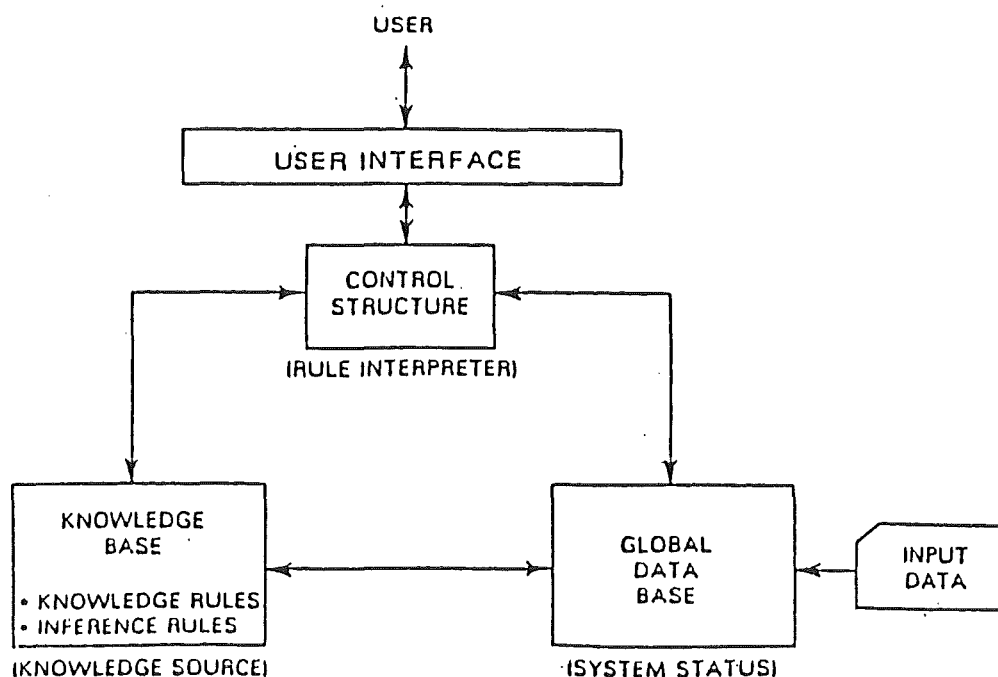 USER
USER INTERFACE
CONTROL
STRUCTURE
(RULE INTERPRETER)
KNOWLEDGE
BASE
• KNOWLEDGE RULES
• INFERENCE RULES
(KNOWLEDGE SOURCE)
GLOBAL
DATA
BASE
(SYSTEM STATUS)
INPUT
DATA